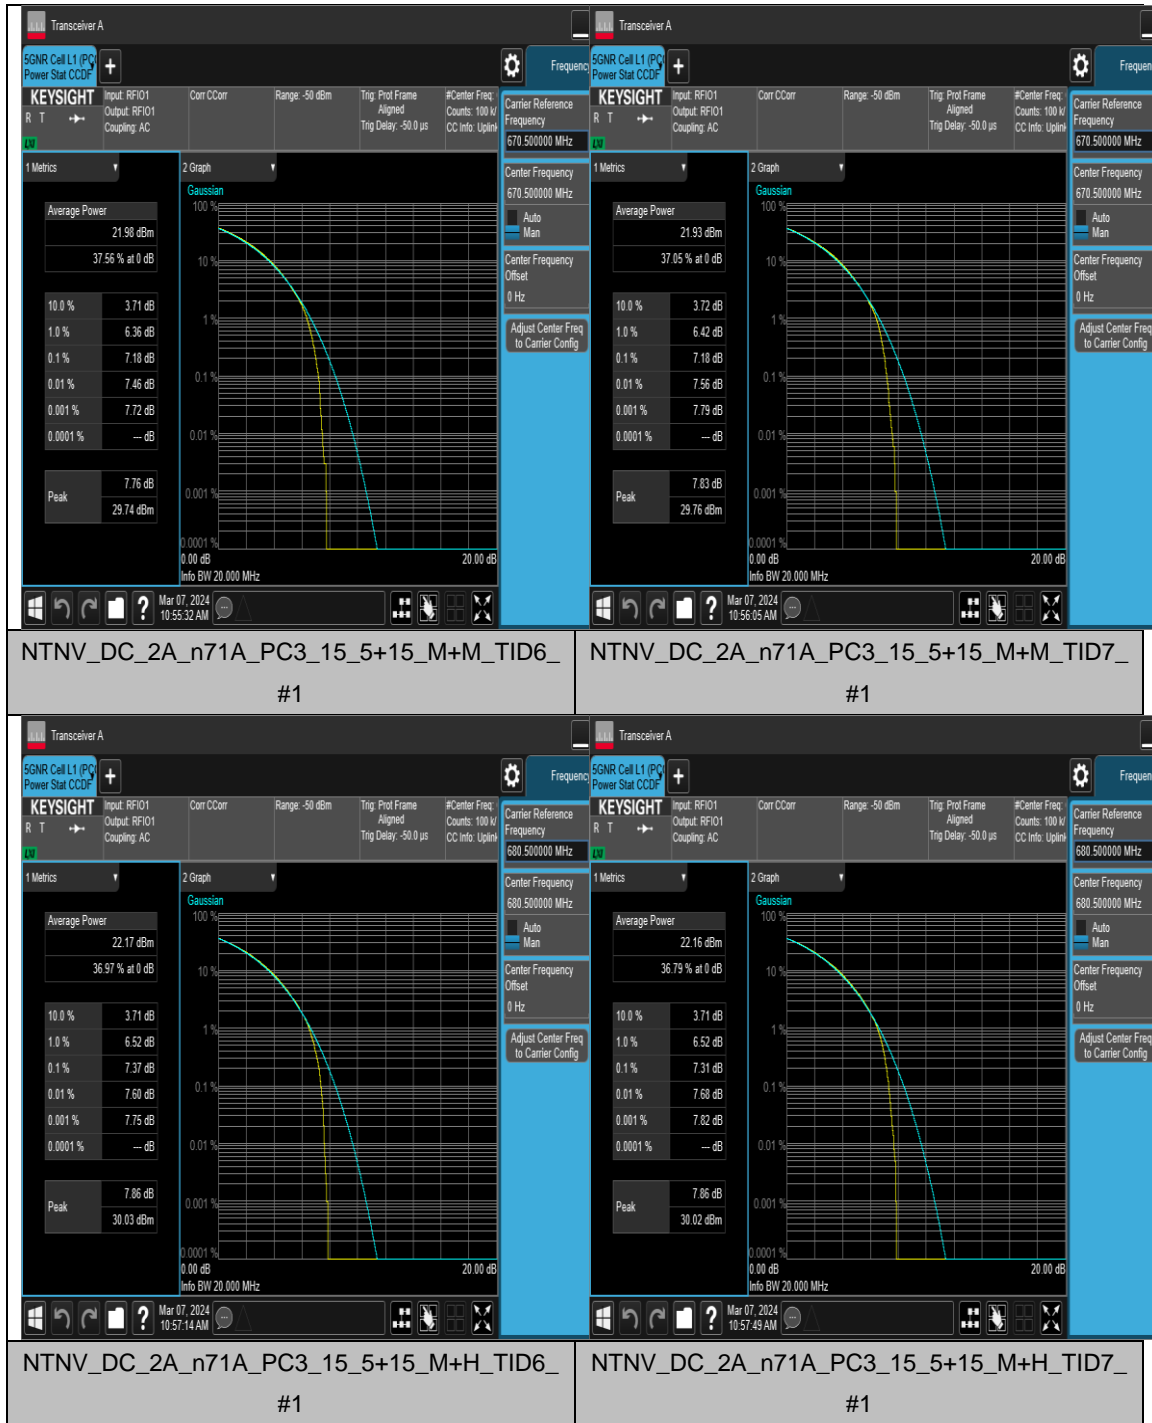 Transceiver A
5GNR Cell L1 (PC
Power Stat CCDF
Frequenc
KEYSIGHT
R T
LXI
Input: RFIO1
Output: RFIO1
Coupling: AC
Corr CCorr
Range: -50 dBm
Trig: Prot Frame
Aligned
Trig Delay: -50.0 µs
#Center Freq:
Counts: 100 k/
CC Info: Uplink
Carrier Reference
Frequency
670.500000 MHz
Center Frequency
670.500000 MHz
Auto
Man
Center Frequency
Offset
0 Hz
Adjust Center Freq
to Carrier Config
1 Metrics
Average Power
21.98 dBm
37.56 % at 0 dB
10.0 % 3.71 dB
1.0 % 6.36 dB
0.1 % 7.18 dB
0.01 % 7.46 dB
0.001 % 7.72 dB
0.0001 % --- dB
Peak
7.76 dB
29.74 dBm
2 Graph
Gaussian
100 %
10 %
1 %
0.1 %
0.01 %
0.001 %
0.0001 %
0.00 dB
20.00 dB
Info BW 20.000 MHz
?
Mar 07, 2024
10:55:32 AM
NTNV_DC_2A_n71A_PC3_15_5+15_M+M_TID6_
#1
Transceiver A
5GNR Cell L1 (PC
Power Stat CCDF
Frequen
KEYSIGHT
R T
LXI
Input: RFIO1
Output: RFIO1
Coupling: AC
Corr CCorr
Range: -50 dBm
Trig: Prot Frame
Aligned
Trig Delay: -50.0 µs
#Center Freq:
Counts: 100 k/
CC Info: Uplin
Carrier Reference
Frequency
670.500000 MHz
Center Frequency
670.500000 MHz
Auto
Man
Center Frequency
Offset
0 Hz
Adjust Center Freq
to Carrier Config
1 Metrics
Average Power
21.93 dBm
37.05 % at 0 dB
10.0 % 3.72 dB
1.0 % 6.42 dB
0.1 % 7.18 dB
0.01 % 7.56 dB
0.001 % 7.79 dB
0.0001 % --- dB
Peak
7.83 dB
29.76 dBm
2 Graph
Gaussian
100 %
10 %
1 %
0.1 %
0.01 %
0.001 %
0.0001 %
0.00 dB
20.00 dB
Info BW 20.000 MHz
?
Mar 07, 2024
10:56:05 AM
NTNV_DC_2A_n71A_PC3_15_5+15_M+M_TID7_
#1
Transceiver A
5GNR Cell L1 (PC
Power Stat CCDF
Frequenc
KEYSIGHT
R T
LXI
Input: RFIO1
Output: RFIO1
Coupling: AC
Corr CCorr
Range: -50 dBm
Trig: Prot Frame
Aligned
Trig Delay: -50.0 µs
#Center Freq:
Counts: 100 k/
CC Info: Uplink
Carrier Reference
Frequency
680.500000 MHz
Center Frequency
680.500000 MHz
Auto
Man
Center Frequency
Offset
0 Hz
Adjust Center Freq
to Carrier Config
1 Metrics
Average Power
22.17 dBm
36.97 % at 0 dB
10.0 % 3.71 dB
1.0 % 6.52 dB
0.1 % 7.37 dB
0.01 % 7.60 dB
0.001 % 7.75 dB
0.0001 % --- dB
Peak
7.86 dB
30.03 dBm
2 Graph
Gaussian
100 %
10 %
1 %
0.1 %
0.01 %
0.001 %
0.0001 %
0.00 dB
20.00 dB
Info BW 20.000 MHz
?
Mar 07, 2024
10:57:14 AM
NTNV_DC_2A_n71A_PC3_15_5+15_M+H_TID6_
#1
Transceiver A
5GNR Cell L1 (PC
Power Stat CCDF
Frequen
KEYSIGHT
R T
LXI
Input: RFIO1
Output: RFIO1
Coupling: AC
Corr CCorr
Range: -50 dBm
Trig: Prot Frame
Aligned
Trig Delay: -50.0 µs
#Center Freq:
Counts: 100 k/
CC Info: Uplin
Carrier Reference
Frequency
680.500000 MHz
Center Frequency
680.500000 MHz
Auto
Man
Center Frequency
Offset
0 Hz
Adjust Center Freq
to Carrier Config
1 Metrics
Average Power
22.16 dBm
36.79 % at 0 dB
10.0 % 3.71 dB
1.0 % 6.52 dB
0.1 % 7.31 dB
0.01 % 7.68 dB
0.001 % 7.82 dB
0.0001 % --- dB
Peak
7.86 dB
30.02 dBm
2 Graph
Gaussian
100 %
10 %
1 %
0.1 %
0.01 %
0.001 %
0.0001 %
0.00 dB
20.00 dB
Info BW 20.000 MHz
?
Mar 07, 2024
10:57:49 AM
NTNV_DC_2A_n71A_PC3_15_5+15_M+H_TID7_
#1